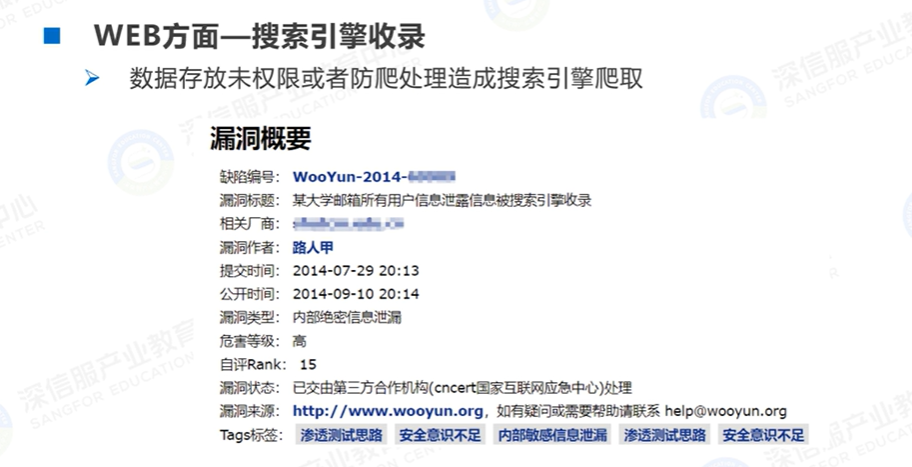 WEB方面—搜索引擎收录
数据存放未权限或者防爬处理造成搜索引擎爬取
漏洞概要
缺陷编号: WooYun-2014-
漏洞标题: 某大学邮箱所有用户信息泄露信息被搜索引擎收录
相关厂商:
漏洞作者: 路人甲
提交时间: 2014-07-29 20:13
公开时间: 2014-09-10 20:14
漏洞类型: 内部绝密信息泄漏
危害等级: 高
自评Rank: 15
漏洞状态: 已交由第三方合作机构(cncert国家互联网应急中心)处理
漏洞来源: http://www.wooyun.org，如有疑问或需要帮助请联系 help@wooyun.org
Tags标签: 渗透测试思路 安全意识不足 内部敏感信息泄漏 渗透测试思路 安全意识不足
深信服产业教育中心
SANGFOR EDUCATION CENTER